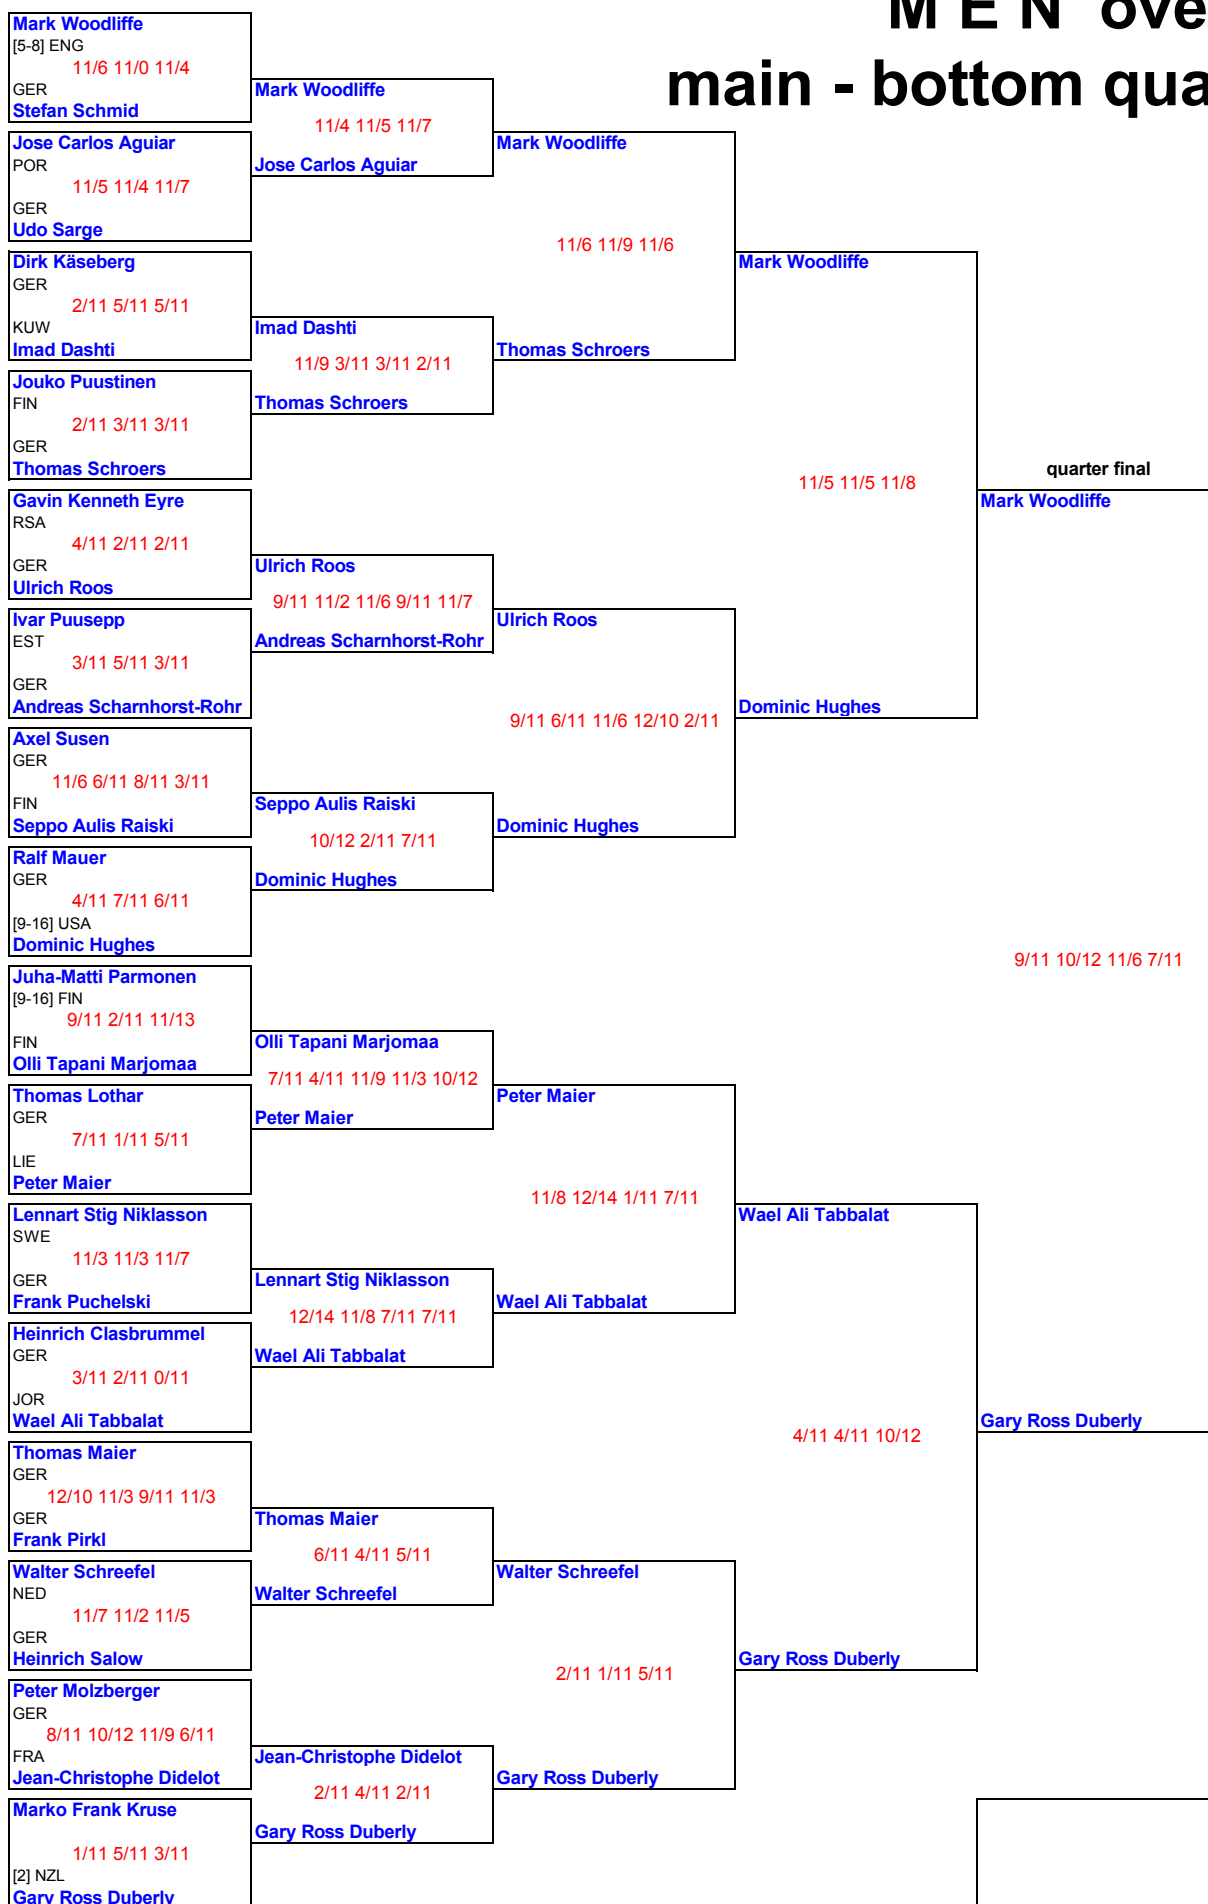 M E N ove
main - bottom qua
Mark Woodliffe
[5-8] ENG
11/6 11/0 11/4
GER
Stefan Schmid
Jose Carlos Aguiar
POR
11/5 11/4 11/7
GER
Udo Sarge
Dirk Käseberg
GER
2/11 5/11 5/11
KUW
Imad Dashti
Jouko Puustinen
FIN
2/11 3/11 3/11
GER
Thomas Schroers
Gavin Kenneth Eyre
RSA
4/11 2/11 2/11
GER
Ulrich Roos
Ivar Puusepp
EST
3/11 5/11 3/11
GER
Andreas Scharnhorst-Rohr
Axel Susen
GER
11/6 6/11 8/11 3/11
FIN
Seppo Aulis Raiski
Ralf Mauer
GER
4/11 7/11 6/11
[9-16] USA
Dominic Hughes
Juha-Matti Parmonen
[9-16] FIN
9/11 2/11 11/13
FIN
Olli Tapani Marjomaa
Thomas Lothar
GER
7/11 1/11 5/11
LIE
Peter Maier
Lennart Stig Niklasson
SWE
11/3 11/3 11/7
GER
Frank Puchelski
Heinrich Clasbrummel
GER
3/11 2/11 0/11
JOR
Wael Ali Tabbalat
Thomas Maier
GER
12/10 11/3 9/11 11/3
GER
Frank Pirkl
Walter Schreefel
NED
11/7 11/2 11/5
GER
Heinrich Salow
Peter Molzberger
GER
8/11 10/12 11/9 6/11
FRA
Jean-Christophe Didelot
Marko Frank Kruse
1/11 5/11 3/11
[2] NZL
Gary Ross Duberly
Mark Woodliffe
11/4 11/5 11/7
Jose Carlos Aguiar
Imad Dashti
11/9 3/11 3/11 2/11
Thomas Schroers
Ulrich Roos
9/11 11/2 11/6 9/11 11/7
Andreas Scharnhorst-Rohr
Seppo Aulis Raiski
10/12 2/11 7/11
Dominic Hughes
Olli Tapani Marjomaa
7/11 4/11 11/9 11/3 10/12
Peter Maier
Lennart Stig Niklasson
12/14 11/8 7/11 7/11
Wael Ali Tabbalat
Thomas Maier
6/11 4/11 5/11
Walter Schreefel
Jean-Christophe Didelot
2/11 4/11 2/11
Gary Ross Duberly
Mark Woodliffe
11/6 11/9 11/6
Thomas Schroers
Ulrich Roos
9/11 6/11 11/6 12/10 2/11
Dominic Hughes
Peter Maier
11/8 12/14 1/11 7/11
Wael Ali Tabbalat
Walter Schreefel
2/11 1/11 5/11
Gary Ross Duberly
Mark Woodliffe
11/5 11/5 11/8
Dominic Hughes
Wael Ali Tabbalat
4/11 4/11 10/12
Gary Ross Duberly
quarter final
Mark Woodliffe
9/11 10/12 11/6 7/11
Gary Ross Duberly